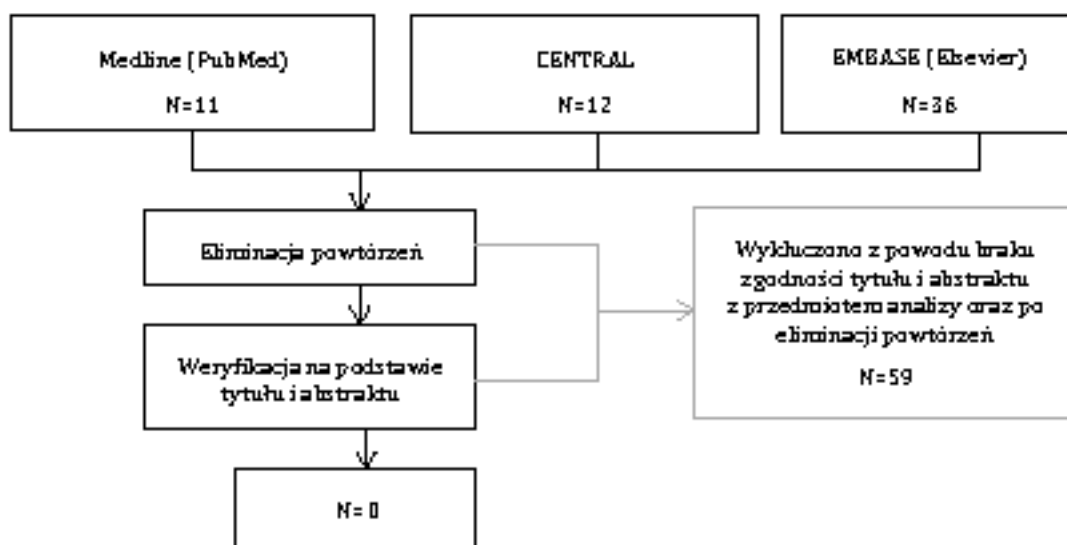 Medline (PubMed)
N=11
CENTRAL
N=12
EMBASE (Elsevier)
N=36
Eliminacja powtórzeń
Wykluczono z powodu braku
zgodności tytułu i abstraktu
z przedmiotem analizy oraz po
eliminacji powtórzeń
N=59
Weryfikacja na podstawie
tytułu i abstraktu
N= 0